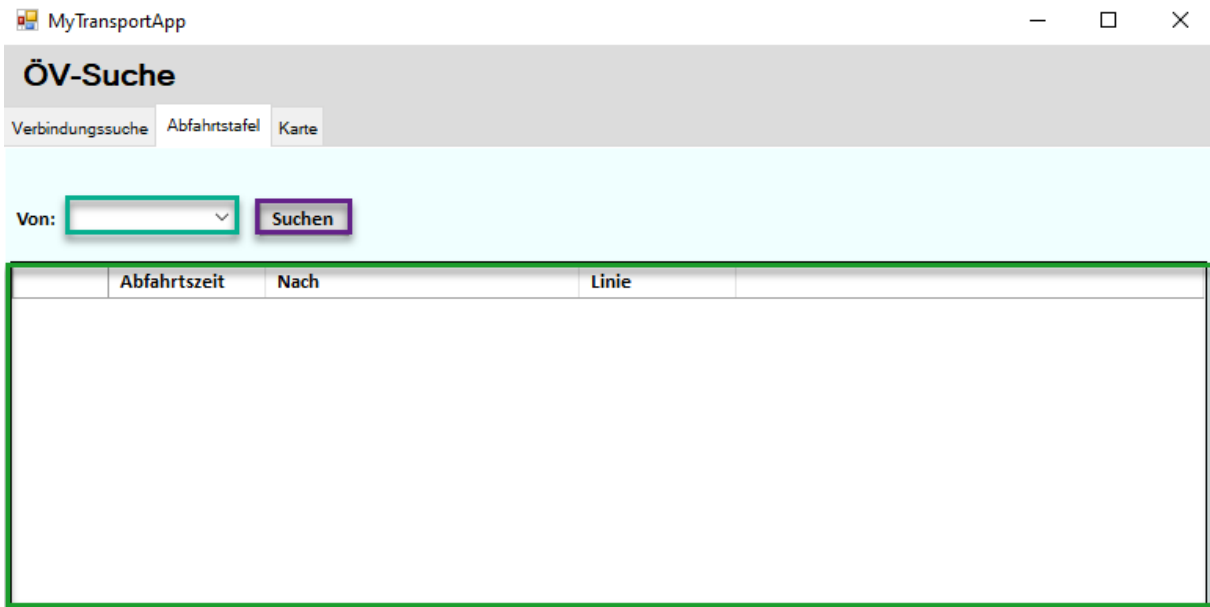 MyTransportApp
ÖV-Suche
Verbindungssuche Abfahrtstafel Karte
Von: Suchen
Abfahrtszeit Nach Linie